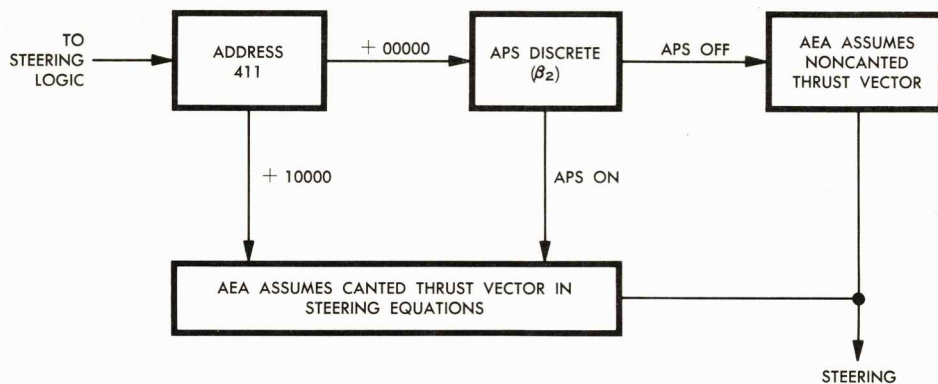 TO
STEERING
LOGIC
ADDRESS
411
+ 00000
APS DISCRETE
(β₂)
APS OFF
AEA ASSUMES
NONCANTED
THRUST VECTOR
+ 10000
APS ON
AEA ASSUMES CANTED THRUST VECTOR IN
STEERING EQUATIONS
STEERING